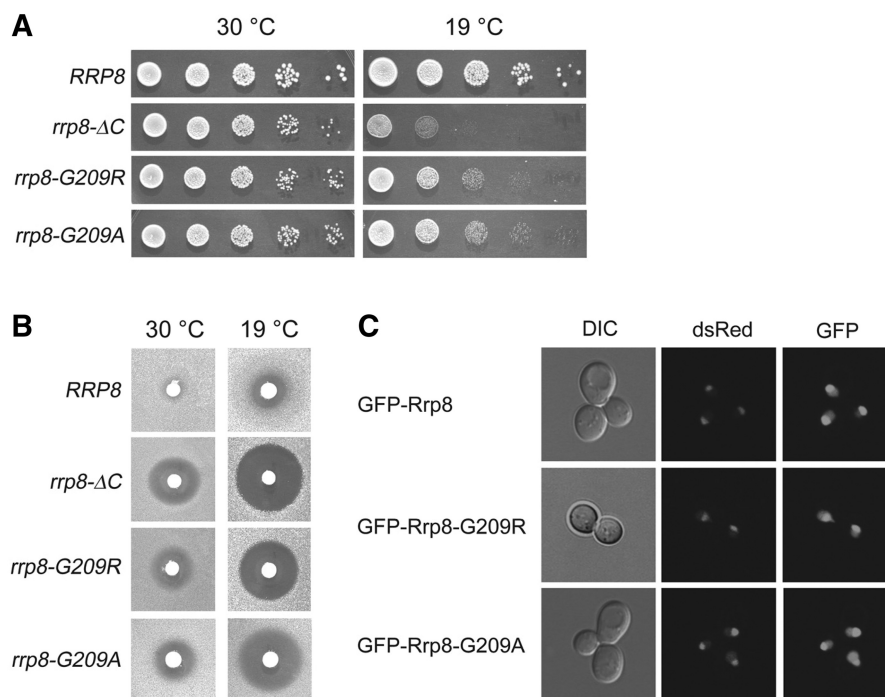 A
30 °C 19 °C
RRP8
rrp8-ΔC
rrp8-G209R
rrp8-G209A
B
30 °C 19 °C
RRP8
rrp8-ΔC
rrp8-G209R
rrp8-G209A
C
DIC dsRed GFP
GFP-Rrp8
GFP-Rrp8-G209R
GFP-Rrp8-G209A